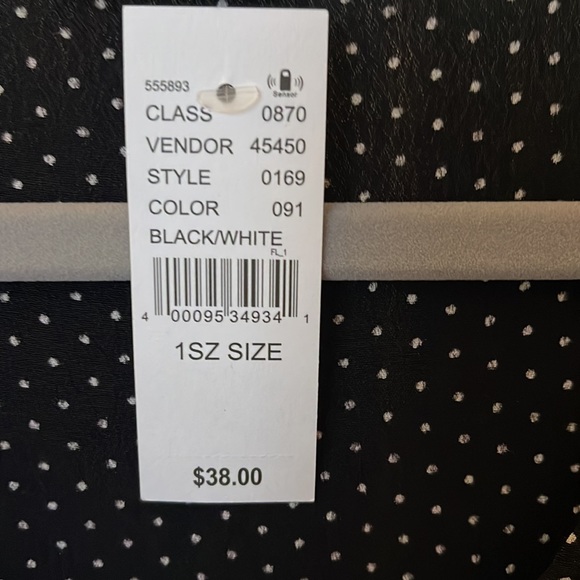 555893
Sensor
CLASS 0870
VENDOR 45450
STYLE 0169
COLOR 091
BLACK/WHITE
FL_1
4 00095 34934 1
1SZ SIZE
$38.00